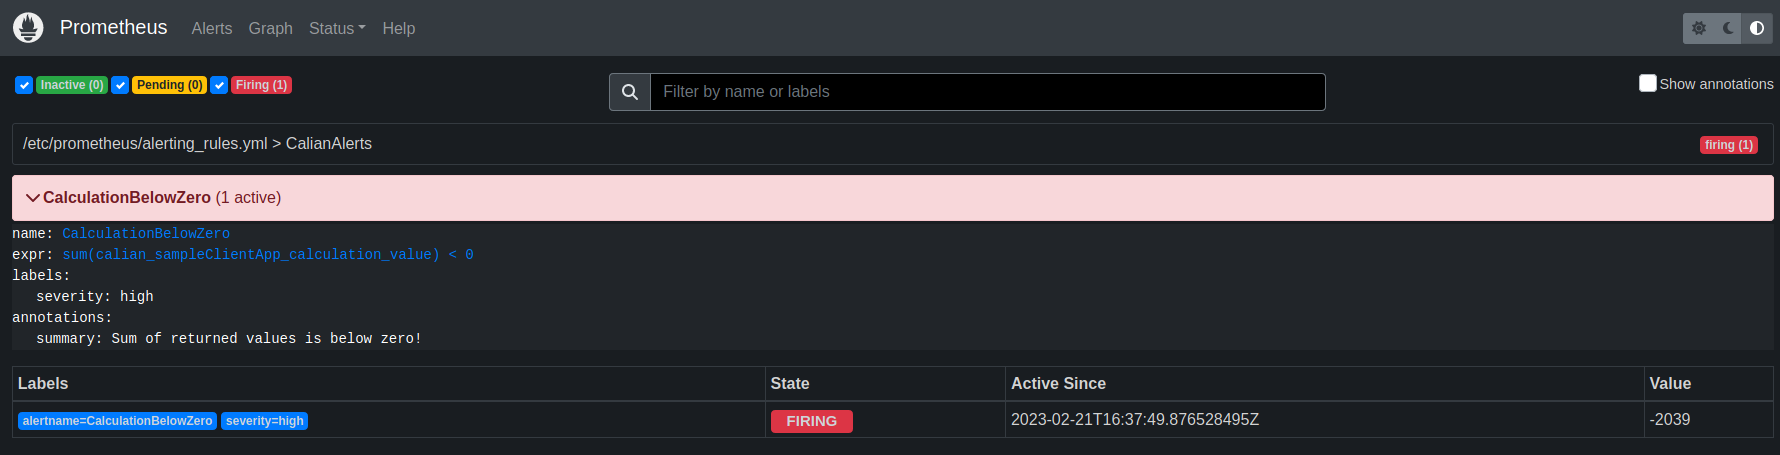 Prometheus Alerts Graph Status Help
Inactive (0) Pending (0) Firing (1)
Filter by name or labels
Show annotations
/etc/prometheus/alerting_rules.yml > CalianAlerts
firing (1)
CalculationBelowZero (1 active)
name: CalculationBelowZero
expr: sum(calian_sampleClientApp_calculation_value) < 0
labels:
severity: high
annotations:
summary: Sum of returned values is below zero!
Labels State Active Since Value
alertname=CalculationBelowZero severity=high FIRING 2023-02-21T16:37:49.876528495Z -2039